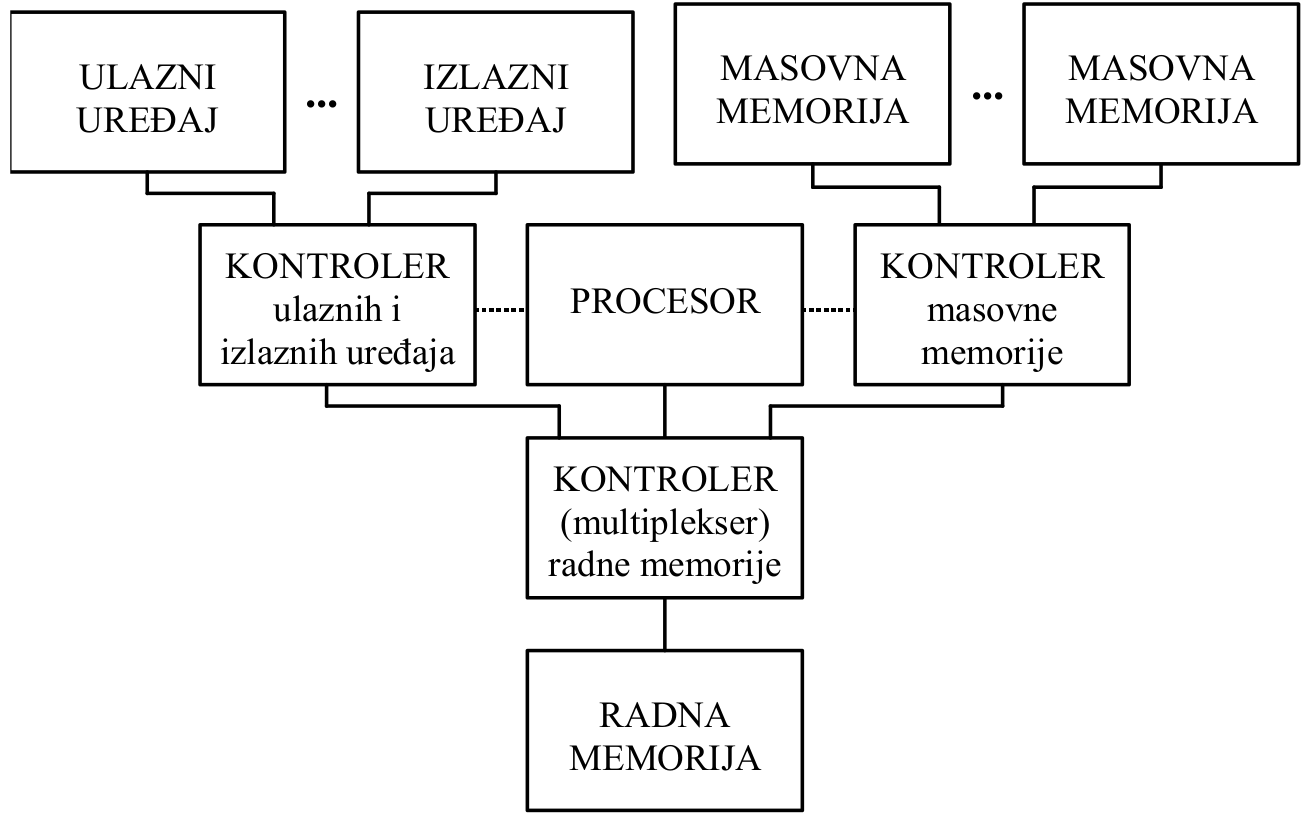 ULAZNI
UREĐAJ
...
IZLAZNI
UREĐAJ
MASOVNA
MEMORIJA
...
MASOVNA
MEMORIJA
KONTROLER
ulaznih i
izlaznih uređaja
PROCESOR
KONTROLER
masovne
memorije
KONTROLER
(multiplekser)
radne memorije
RADNA
MEMORIJA